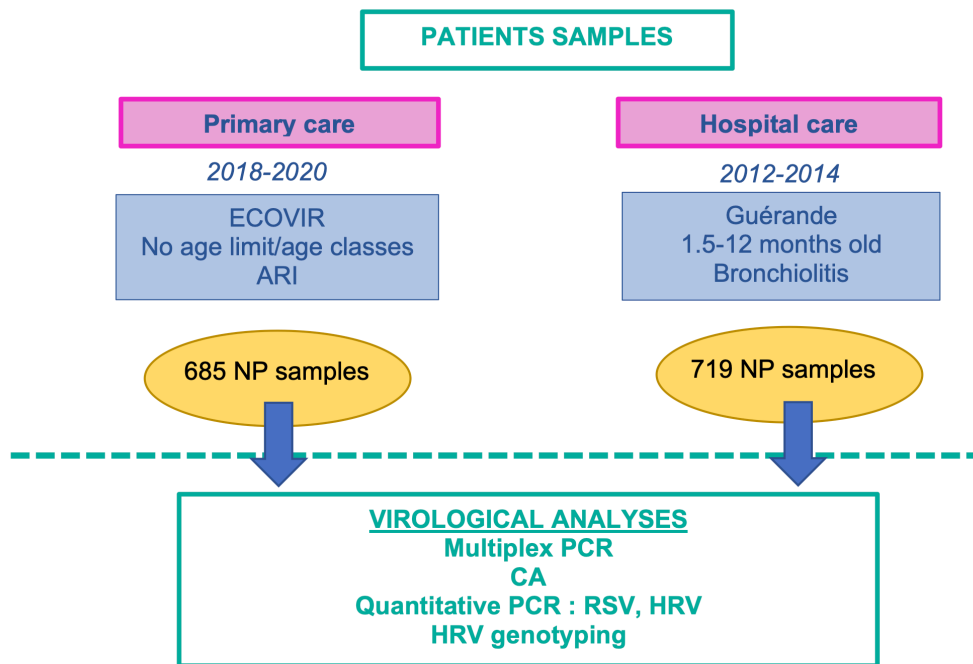 PATIENTS SAMPLES
Primary care
2018-2020
ECOVIR
No age limit/age classes
ARI
685 NP samples
Hospital care
2012-2014
Guérande
1.5-12 months old
Bronchiolitis
719 NP samples
VIROLOGICAL ANALYSES
Multiplex PCR
CA
Quantitative PCR : RSV, HRV
HRV genotyping